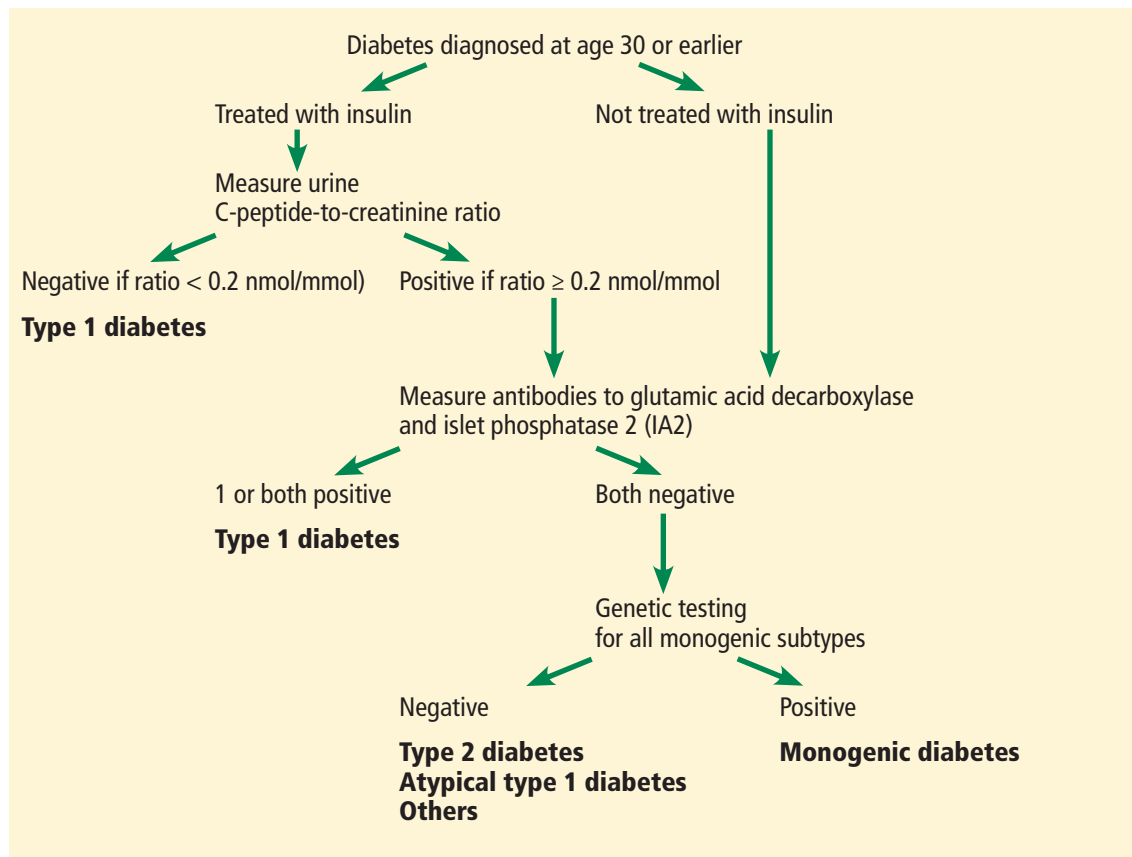 Diabetes diagnosed at age 30 or earlier
Treated with insulin
Not treated with insulin
Measure urine
C-peptide-to-creatinine ratio
Negative if ratio < 0.2 nmol/mmol)
Type 1 diabetes
Positive if ratio ≥ 0.2 nmol/mmol
Measure antibodies to glutamic acid decarboxylase
and islet phosphatase 2 (IA2)
1 or both positive
Type 1 diabetes
Both negative
Genetic testing
for all monogenic subtypes
Negative
Type 2 diabetes
Atypical type 1 diabetes
Others
Positive
Monogenic diabetes